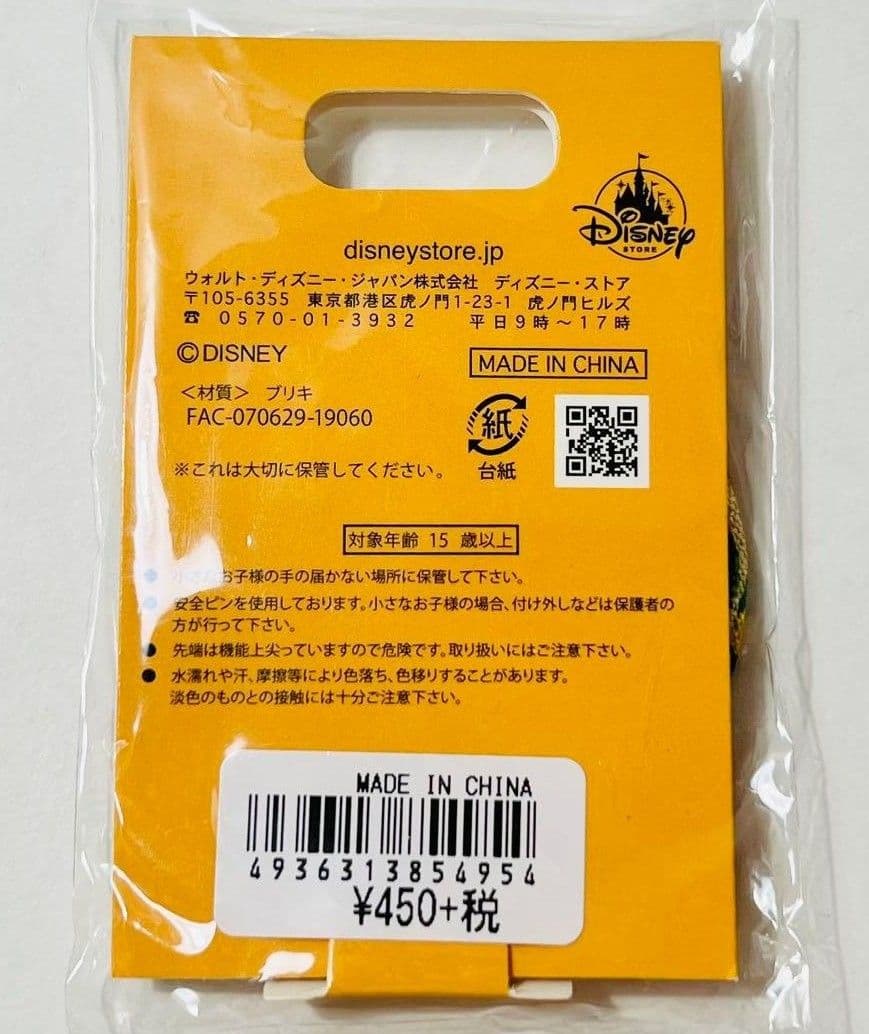 DISNEY
STORE
disneystore.jp
ウォルト・ディズニー・ジャパン株式会社 ディズニー・ストア
〒105-6355 東京都港区虎ノ門1-23-1 虎ノ門ヒルズ
☎ 0570-01-3932 平日9時～17時
©DISNEY
MADE IN CHINA
＜材質＞ ブリキ
FAC-070629-19060
紙
台紙
※これは大切に保管してください。
対象年齢 15 歳以上
● 小さなお子様の手の届かない場所に保管して下さい。
● 安全ピンを使用しております。小さなお子様の場合、付け外しなどは保護者の
方が行って下さい。
● 先端は機能上尖っていますので危険です。取り扱いにはご注意下さい。
● 水濡れや汗、摩擦等により色落ち、色移りすることがあります。
淡色のものとの接触には十分ご注意下さい。
MADE IN CHINA
4936313854954
¥450+税